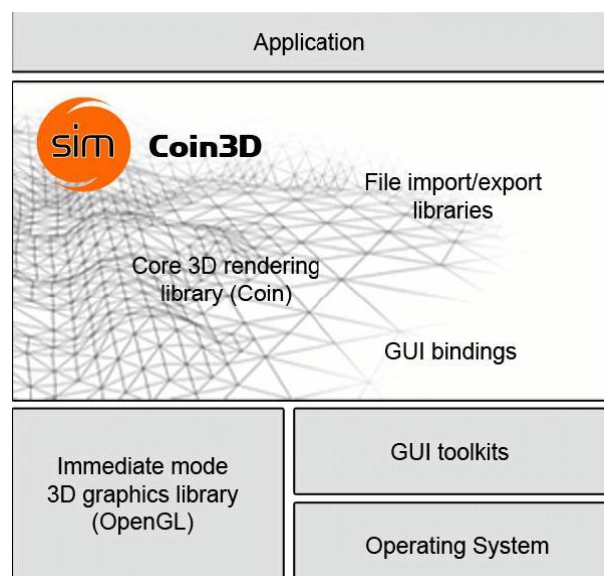 Application
sim Coin3D
File import/export
libraries
Core 3D rendering
library (Coin)
GUI bindings
Immediate mode
3D graphics library
(OpenGL)
GUI toolkits
Operating System